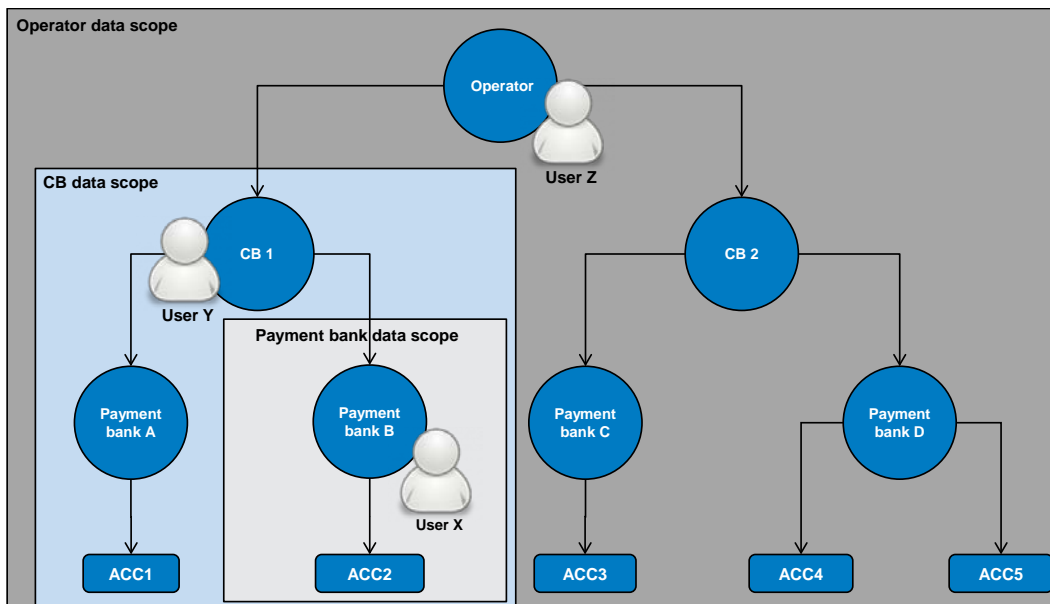 Operator data scope
Operator
User Z
CB data scope
CB 1
CB 2
User Y
Payment bank data scope
Payment
bank A
Payment
bank B
Payment
bank C
Payment
bank D
User X
ACC1
ACC2
ACC3
ACC4
ACC5